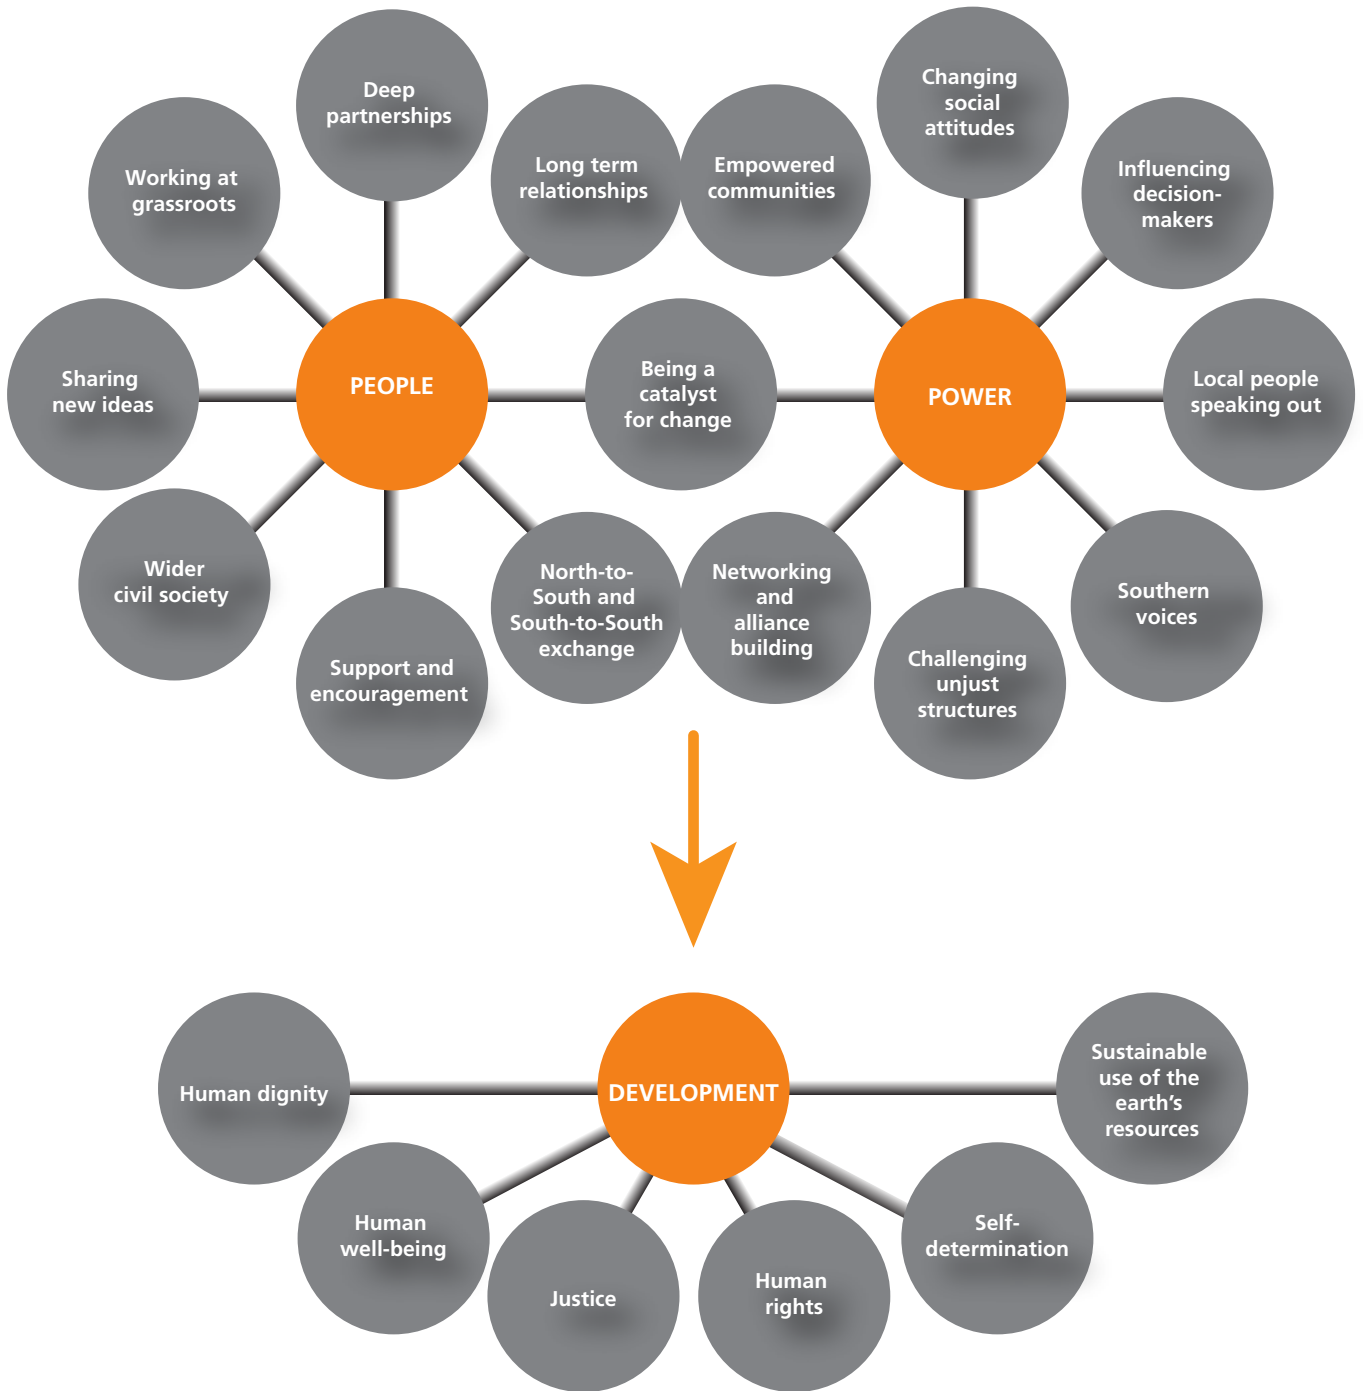 Deep
partnerships
Long term
relationships
Working at
grassroots
PEOPLE
Sharing
new ideas
Wider
civil society
Support and
encouragement
North-to-
South and
South-to-South
exchange
Being a
catalyst
for change
Empowered
communities
Changing
social
attitudes
Influencing
decision-
makers
POWER
Local people
speaking out
Southern
voices
Challenging
unjust
structures
Networking
and
alliance
building
DEVELOPMENT
Human dignity
Human
well-being
Justice
Human
rights
Self-
determination
Sustainable
use of the
earth’s
resources